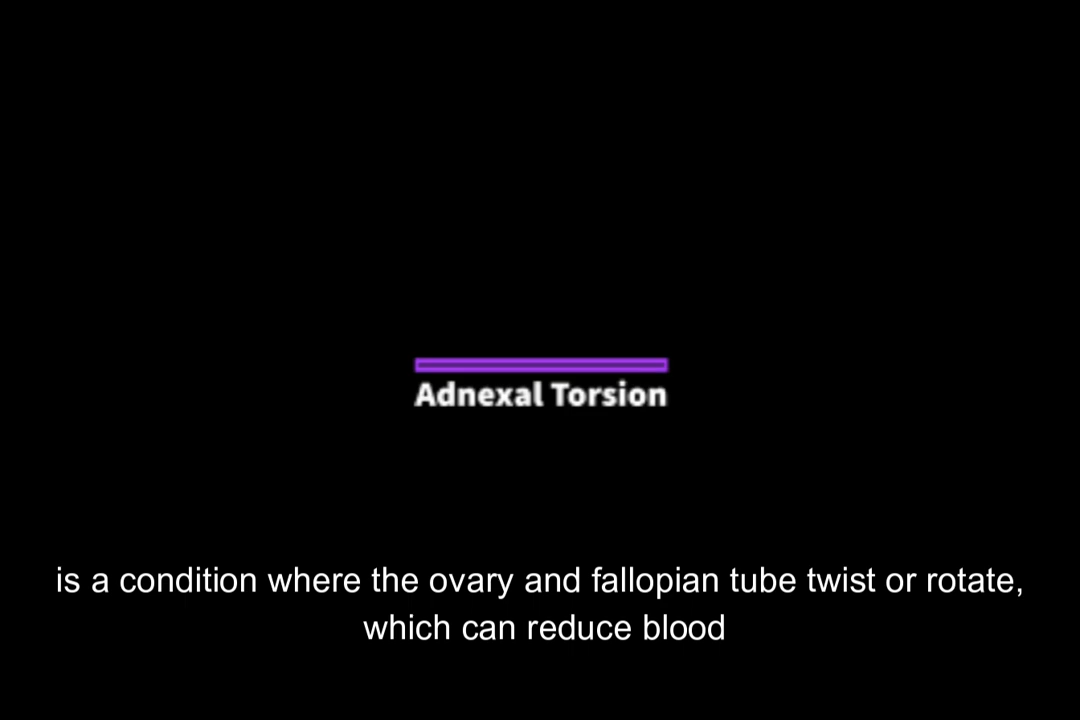 Adnexal Torsion
is a condition where the ovary and fallopian tube twist or rotate,
which can reduce blood